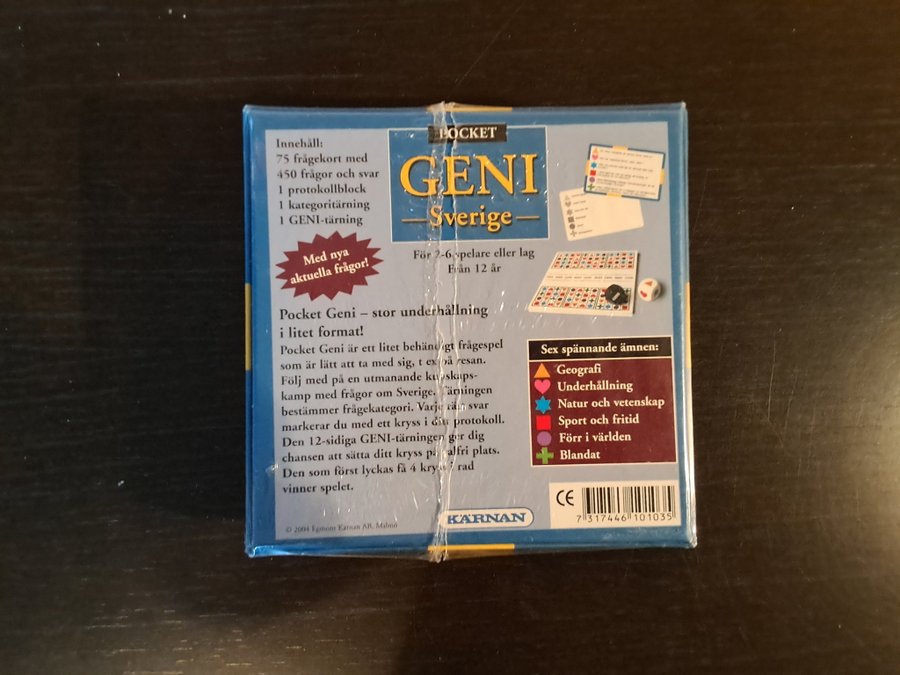 Innehåll:
75 frågekort med
450 frågor och svar
1 protokollblock
1 kategoritärning
1 GENI-tärning
POCKET
GENI
Sverige
För 2-6 spelare eller lag
Från 12 år
Med nya
aktuella frågor!
Pocket Geni – stor underhållning
i litet format!
Pocket Geni är ett litet behändigt frågespel
som är lätt att ta med sig, t ex på resan.
Följ med på en utmanande kunskaps-
kamp med frågor om Sverige. Tärningen
bestämmer frågekategori. Varje rätt svar
markerar du med ett kryss i ditt protokoll.
Den 12-sidiga GENI-tärningen ger dig
chansen att sätta ditt kryss på valfri plats.
Den som först lyckas få 4 kryss i rad
vinner spelet.
Sex spännande ämnen:
Geografi
Underhållning
Natur och vetenskap
Sport och fritid
Förr i världen
Blandat
© 2004 Egmont Kärnan AB, Malmö
KÄRNAN
CE
7 317446 101035